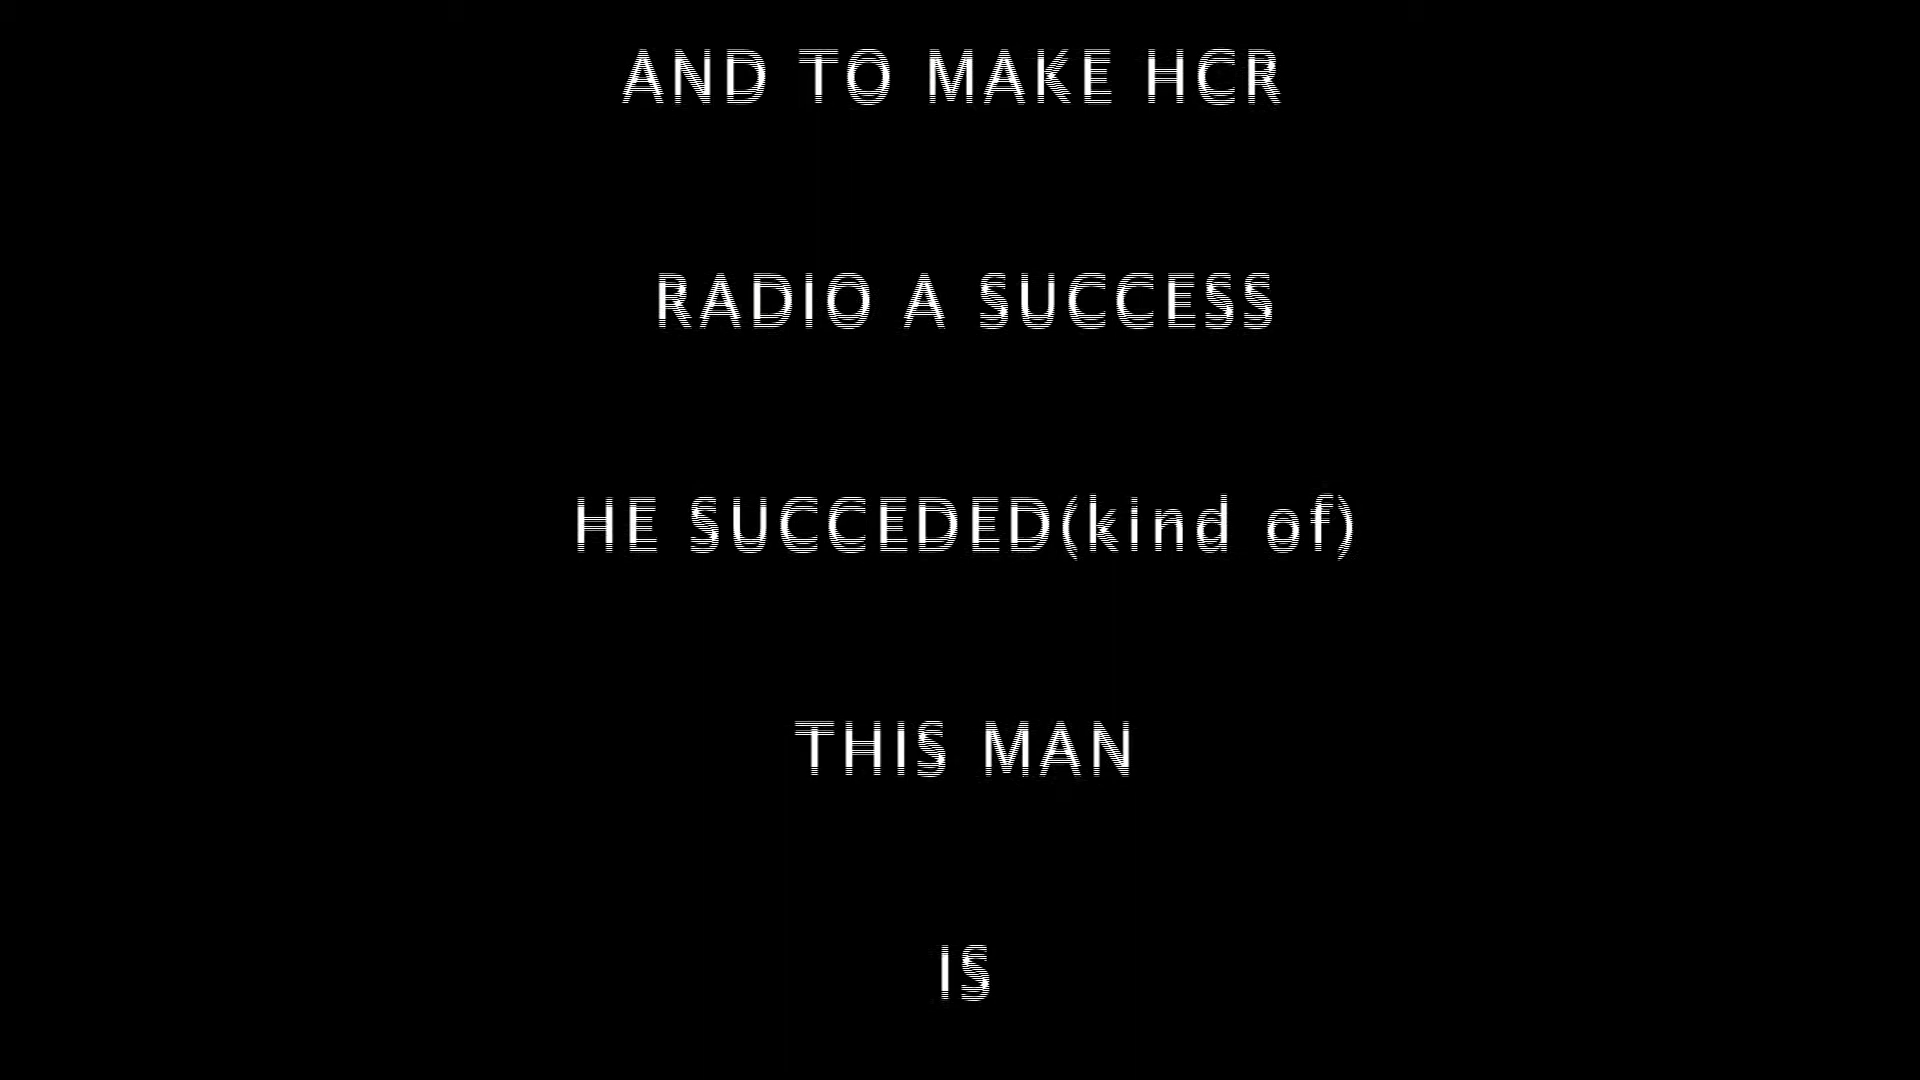 AND TO MAKE HCR
RADIO A SUCCESS
HE SUCCEDED(kind of)
THIS MAN
IS